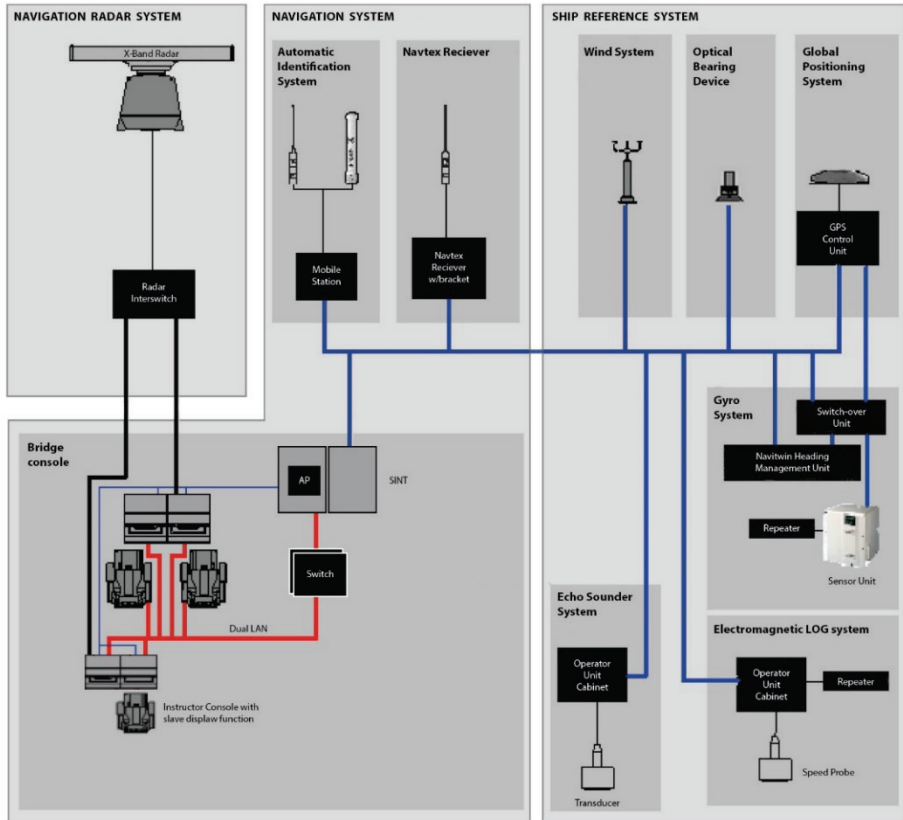 NAVIGATION RADAR SYSTEM
X-Band Radar
Radar
Interswitch
NAVIGATION SYSTEM
Automatic
Identification
System
Mobile
Station
Navtex Reciever
Navtex
Reciever
w/bracket
SHIP REFERENCE SYSTEM
Wind System
Optical
Bearing
Device
Global
Positioning
System
GPS
Control
Unit
Gyro
System
Switch-over
Unit
Navitwin Heading
Management Unit
Repeater
Sensor Unit
Bridge
console
AP
SINT
Switch
Dual LAN
Instructor Console with
slave displaw function
Echo Sounder
System
Operator
Unit
Cabinet
Transducer
Electromagnetic LOG system
Operator
Unit
Cabinet
Repeater
Speed Probe